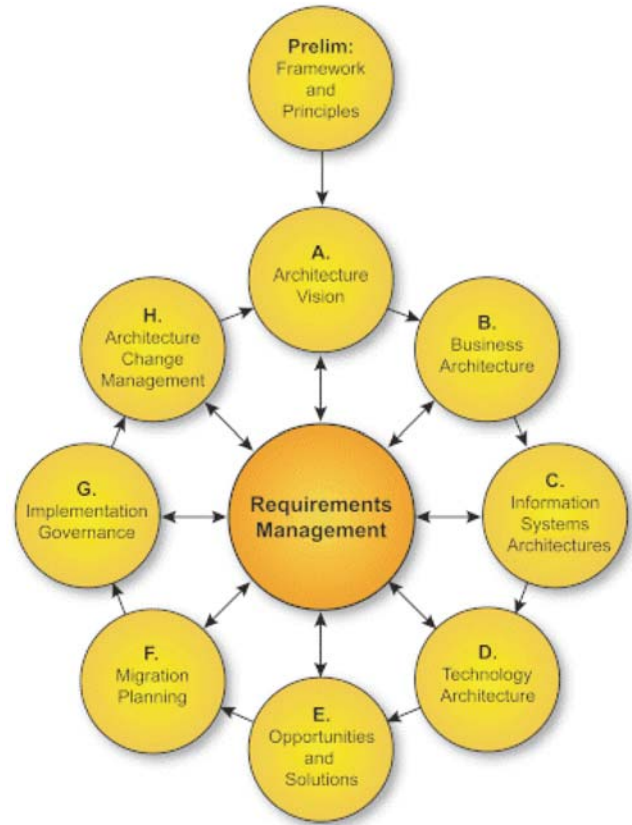 Prelim:
Framework
and
Principles
A.
Architecture
Vision
B.
Business
Architecture
C.
Information
Systems
Architectures
D.
Technology
Architecture
E.
Opportunities
and
Solutions
F.
Migration
Planning
G.
Implementation
Governance
H.
Architecture
Change
Management
Requirements
Management